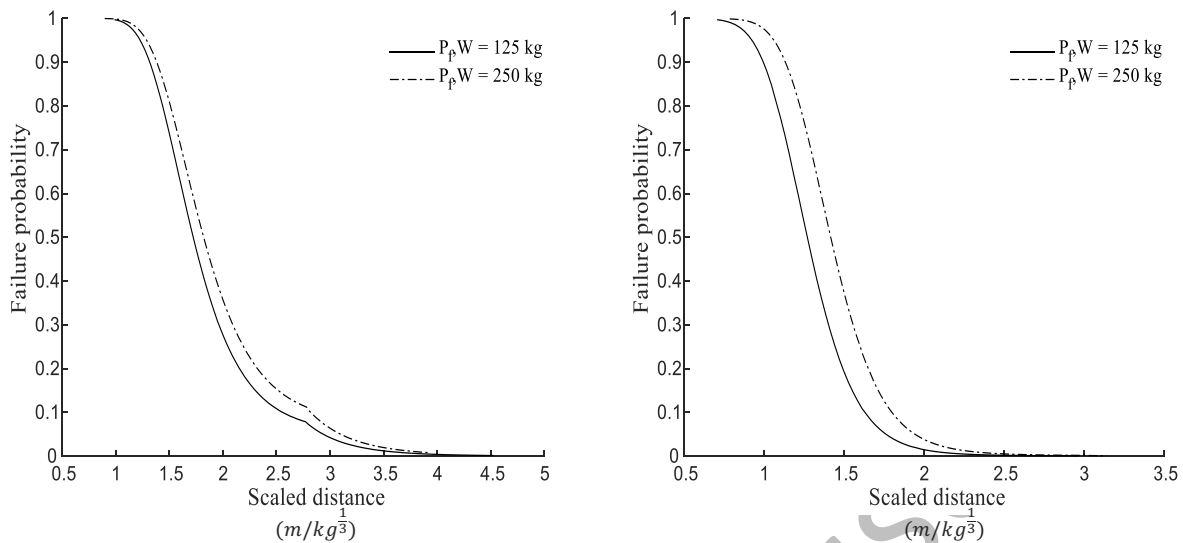 1
0.9
0.8
0.7
0.6
0.5
0.4
0.3
0.2
0.1
0
Failure probability
P_f,W = 125 kg
P_f,W = 250 kg
0.5 1 1.5 2 2.5 3 3.5 4 4.5 5
Scaled distance
(m/kg^{1/3})
1
0.9
0.8
0.7
0.6
0.5
0.4
0.3
0.2
0.1
0
Failure probability
P_f,W = 125 kg
P_f,W = 250 kg
0.5 1 1.5 2 2.5 3 3.5
Scaled distance
(m/kg^{1/3})